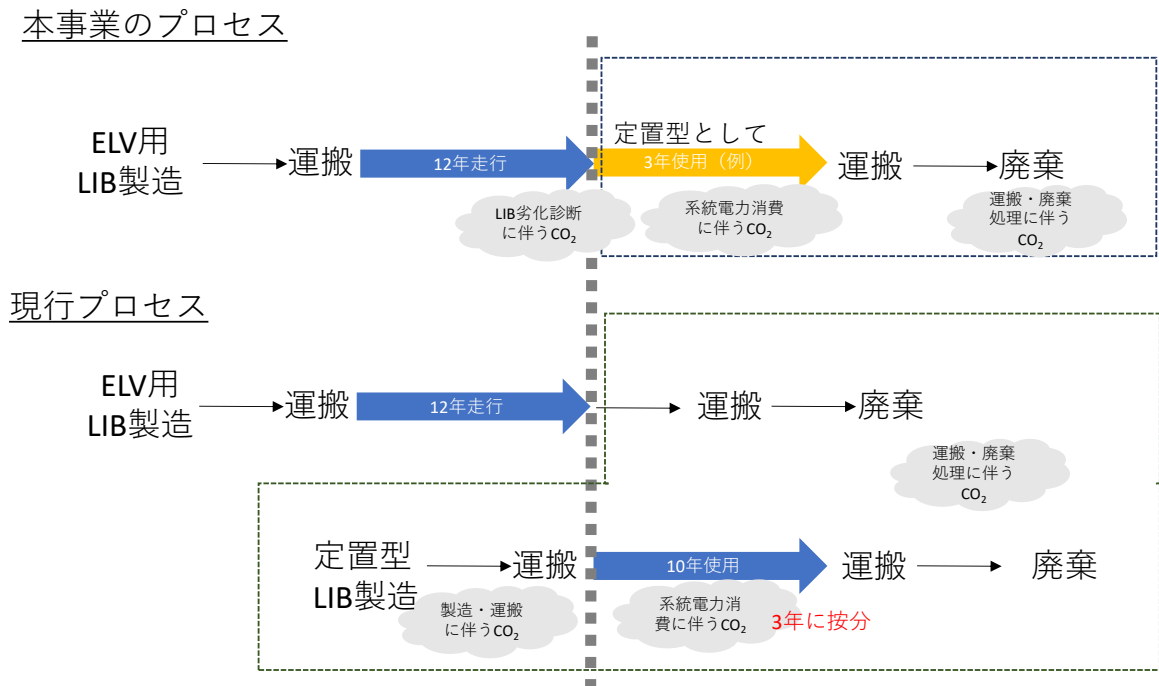 本事業のプロセス
ELV用
LIB製造
運搬
12年走行
定置型として
3年使用（例）
運搬
廃棄
LIB劣化診断
に伴うCO₂
系統電力消費
に伴うCO₂
運搬・廃棄
処理に伴う
CO₂
現行プロセス
ELV用
LIB製造
運搬
12年走行
運搬
廃棄
運搬・廃棄
処理に伴う
CO₂
定置型
LIB製造
運搬
10年使用
運搬
廃棄
製造・運搬
に伴うCO₂
系統電力消
費に伴うCO₂
3年に按分